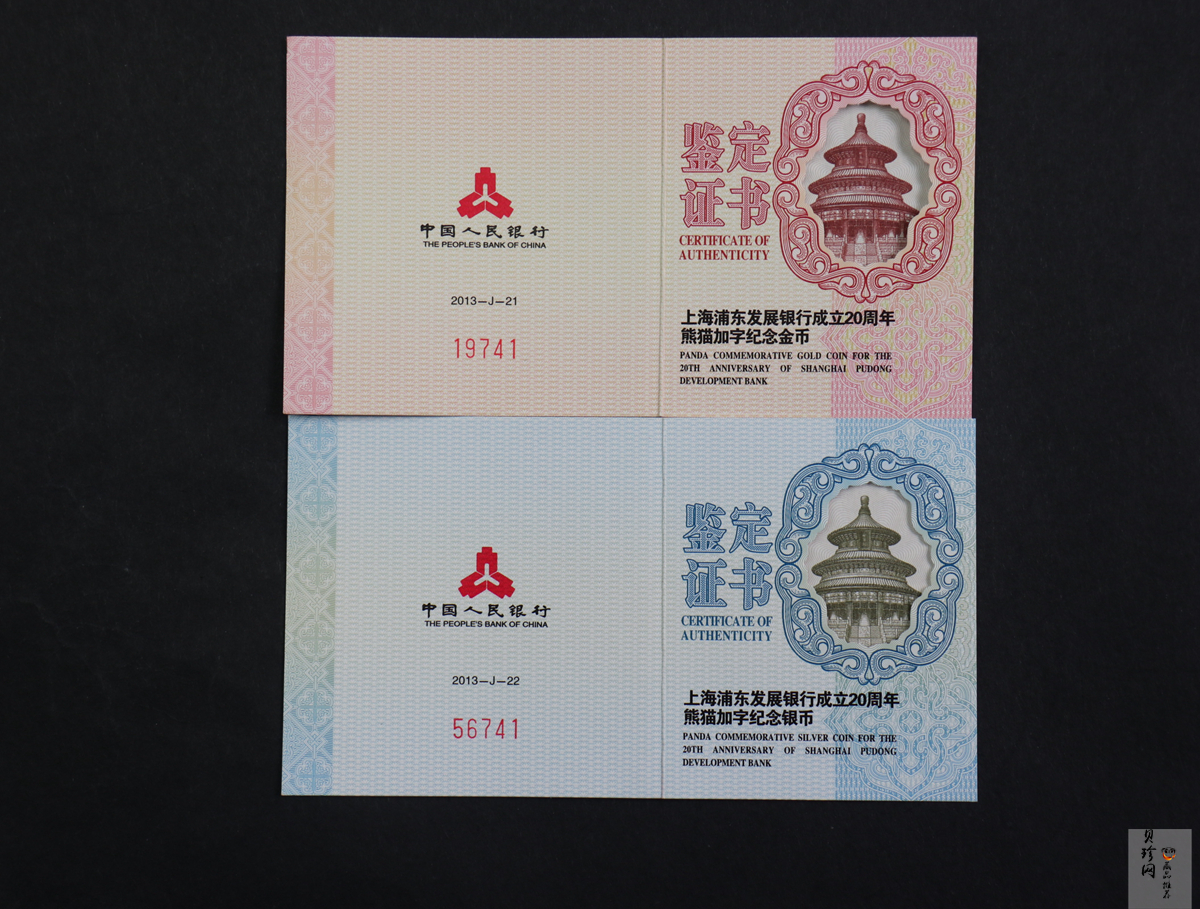 中国人民银行
THE PEOPLE'S BANK OF CHINA
2013—J—21
19741
鉴定
证书
CERTIFICATE OF
AUTHENTICITY
上海浦东发展银行成立20周年
熊猫加字纪念金币
PANDA COMMEMORATIVE GOLD COIN FOR THE
20TH ANNIVERSARY OF SHANGHAI PUDONG
DEVELOPMENT BANK
中国人民银行
THE PEOPLE'S BANK OF CHINA
2013—J—22
56741
鉴定
证书
CERTIFICATE OF
AUTHENTICITY
上海浦东发展银行成立20周年
熊猫加字纪念银币
PANDA COMMEMORATIVE SILVER COIN FOR THE
20TH ANNIVERSARY OF SHANGHAI PUDONG
DEVELOPMENT BANK
贝珍网